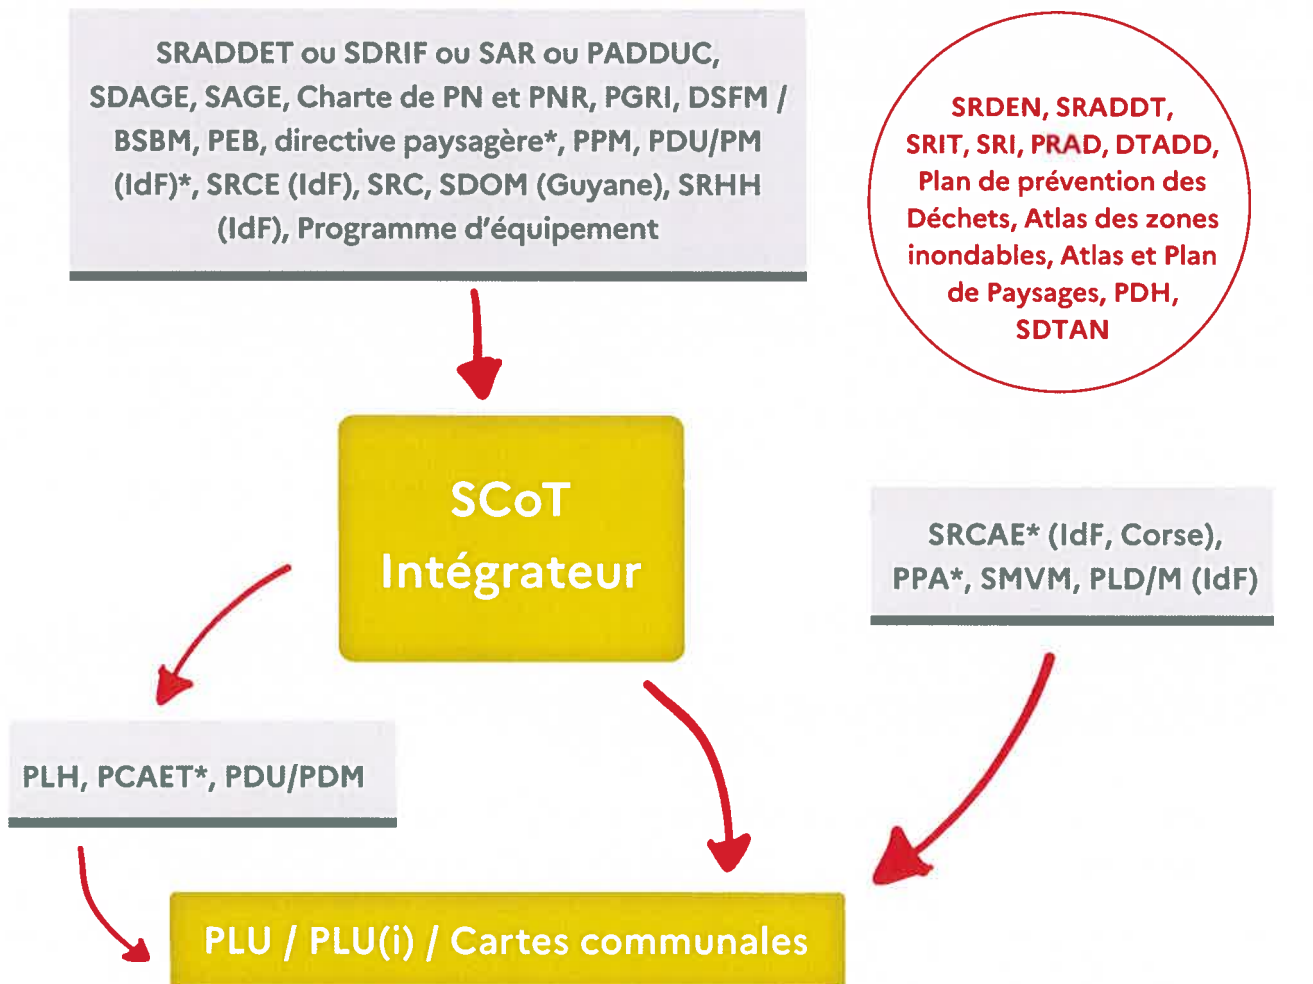 SRADDET ou SDRIF ou SAR ou PADDUC,
SDAGE, SAGE, Charte de PN et PNR, PGRI, DSFM /
BSBM, PEB, directive paysagère*, PPM, PDU/PM
(IdF)*, SRCE (IdF), SRC, SDOM (Guyane), SRHH
(IdF), Programme d'équipement
SRDEN, SRADDT,
SRIT, SRI, PRAD, DTADD,
Plan de prévention des
Déchets, Atlas des zones
inondables, Atlas et Plan
de Paysages, PDH,
SDTAN
SCoT
Intégrateur
SRCAE* (IdF, Corse),
PPA*, SMVM, PLD/M (IdF)
PLH, PCAET*, PDU/PDM
PLU / PLU(i) / Cartes communales